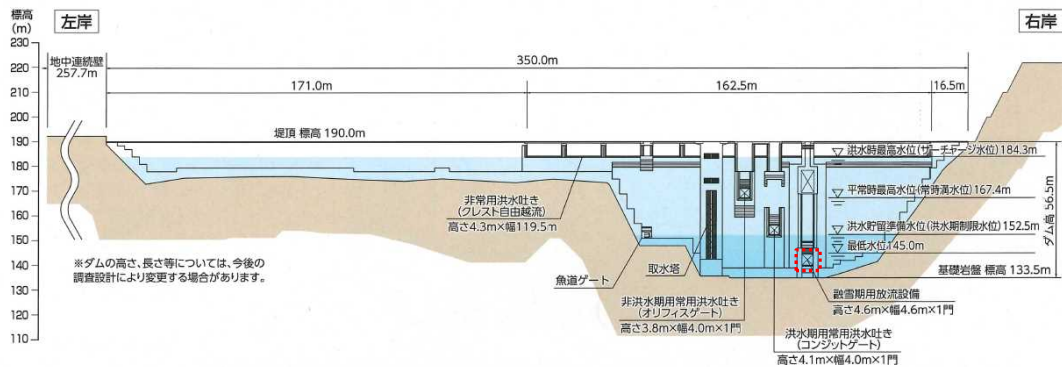 標高
(m)
左岸
右岸
230
220
210
200
190
180
170
160
150
140
130
120
110
地中連続壁
257.7m
350.0m
171.0m
162.5m
16.5m
堤頂 標高 190.0m
洪水時最高水位(サーチャージ水位) 184.3m
平常時最高水位(常時満水位) 167.4m
洪水貯留準備水位(洪水期制限水位) 152.5m
最低水位145.0m
ダム高 56.5m
基礎岩盤 標高 133.5m
非常用洪水吐き
(クレスト自由越流)
高さ4.3m×幅119.5m
※ダムの高さ、長さ等については、今後の
調査設計により変更する場合があります。
魚道ゲート
取水塔
非洪水期用常用洪水吐き
(オリフィスゲート)
高さ3.8m×幅4.0m×1門
融雪期用放流設備
高さ4.6m×幅4.6m×1門
洪水期用常用洪水吐き
(コンジットゲート)
高さ4.1m×幅4.0m×1門